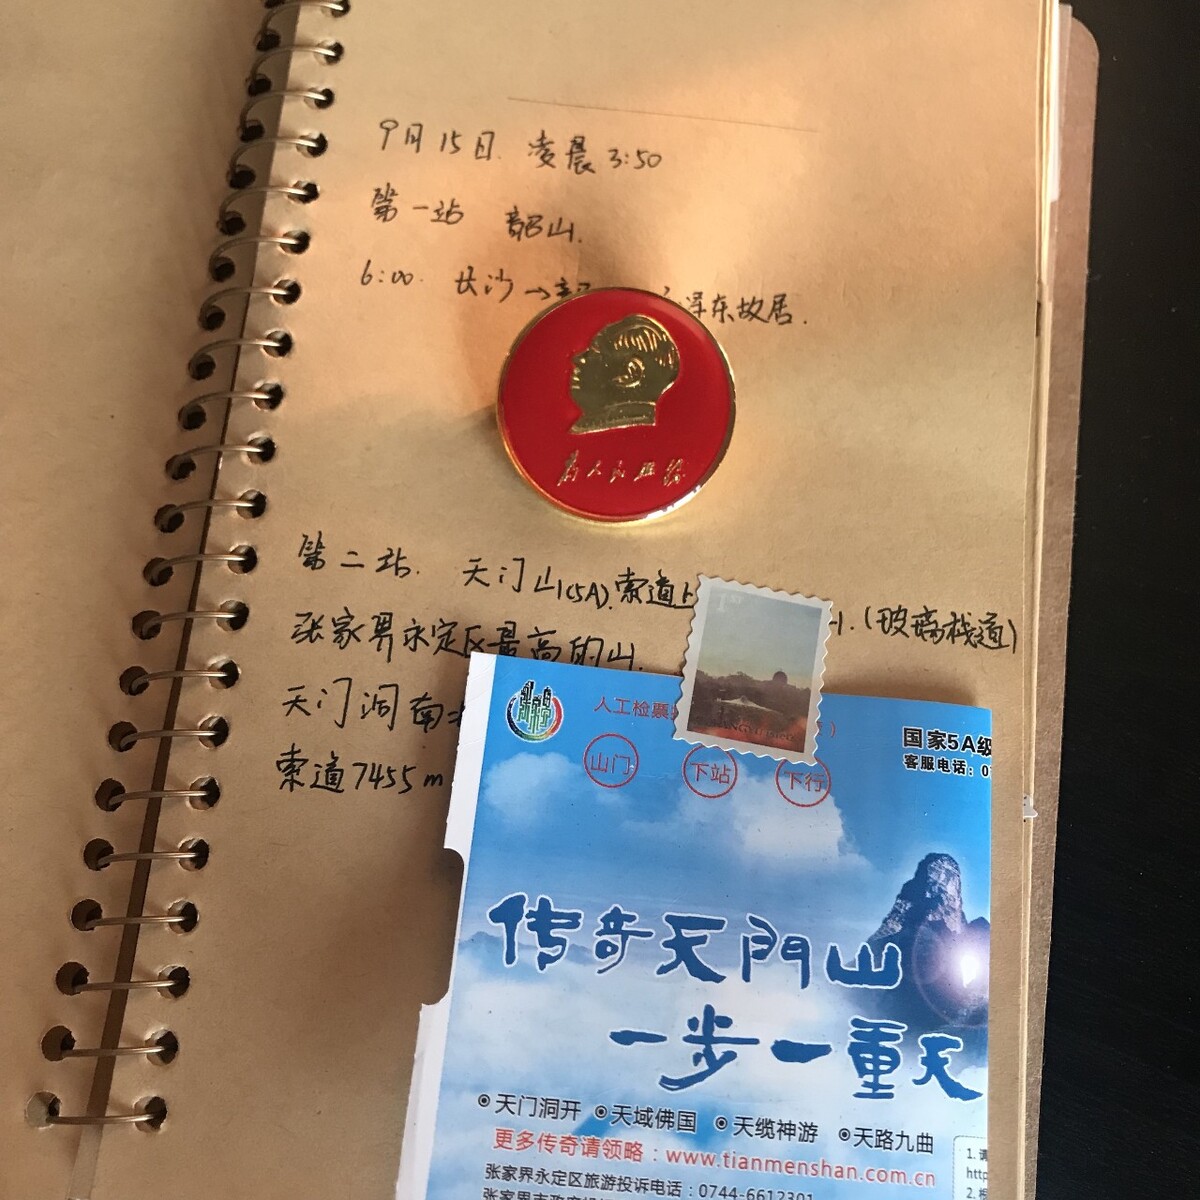 9月15日. 凌晨3:50
第一站 韶山.
6:00. 长沙→ 泽东故居.
为人民服务
第二站. 天门山(5A).索道上 .(玻璃栈道)
张家界永定区最高的山.
天门洞南
索道7455m
人工检票
山门 下站 下行
国家5A级
客服电话:07
传奇天门山
一步一重天
◉天门洞开 ◉天域佛国 ◉天缆神游 ◉天路九曲
更多传奇请领略:www.tianmenshan.com.cn
张家界永定区旅游投诉电话:0744-6612301
1.
http
2.